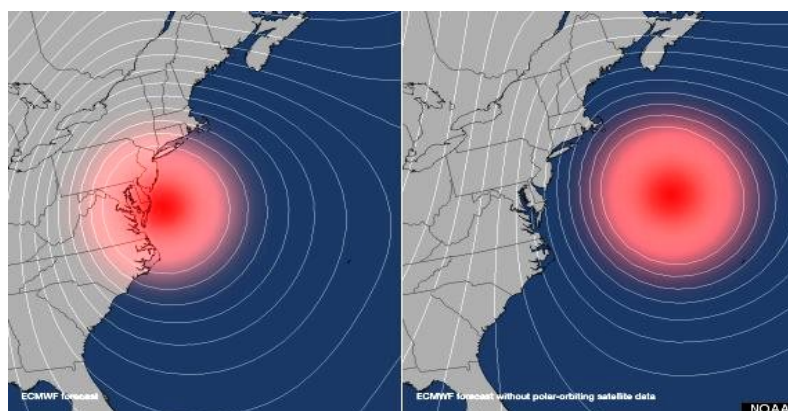 ECMWF forecast
ECMWF forecast without polar-orbiting satellite data
NOAA